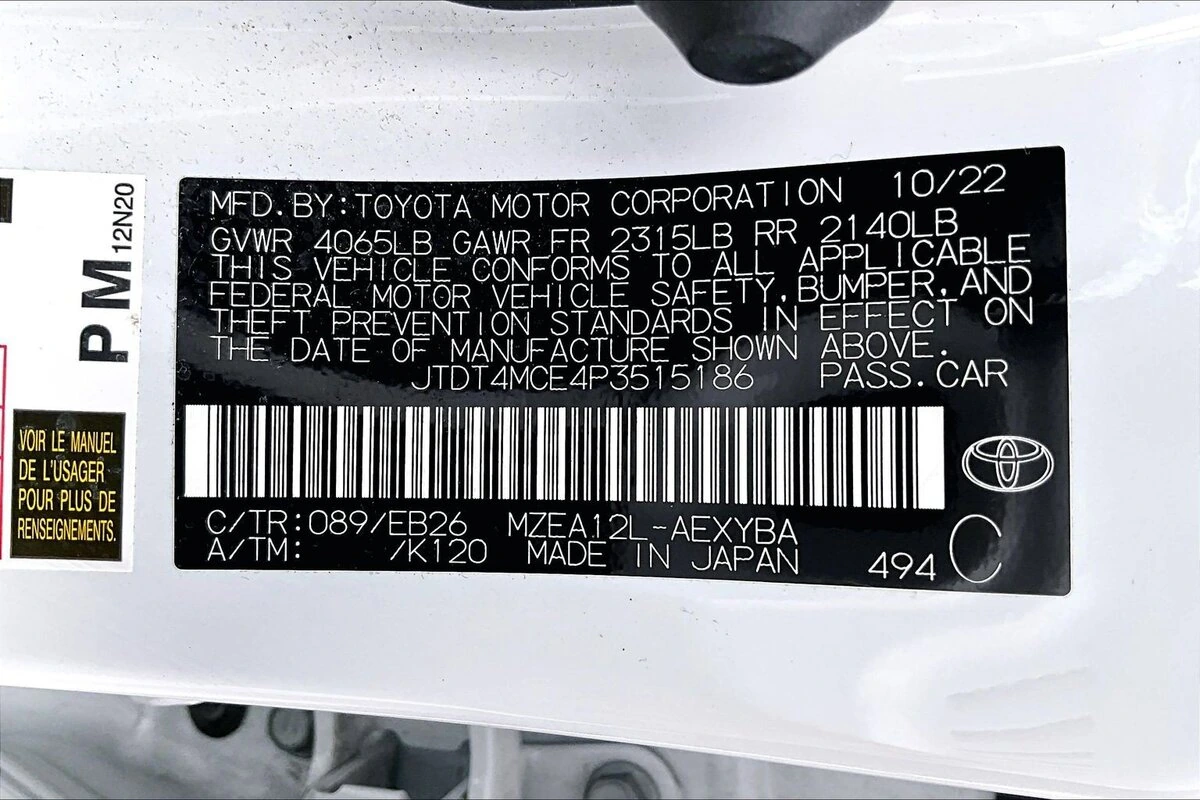 PM 12N20
VOIR LE MANUEL
DE L'USAGER
POUR PLUS DE
RENSEIGNEMENTS.
MFD.BY:TOYOTA MOTOR CORPORATION 10/22
GVWR 4065LB GAWR FR 2315LB RR 2140LB
THIS VEHICLE CONFORMS TO ALL APPLICABLE
FEDERAL MOTOR VEHICLE SAFETY,BUMPER,AND
THEFT PREVENTION STANDARDS IN EFFECT ON
THE DATE OF MANUFACTURE SHOWN ABOVE.
JTDT4MCE4P3515186 PASS.CAR
C/TR:089/EB26 MZEA12L-AEXYBA
A/TM: /K120 MADE IN JAPAN 494 C